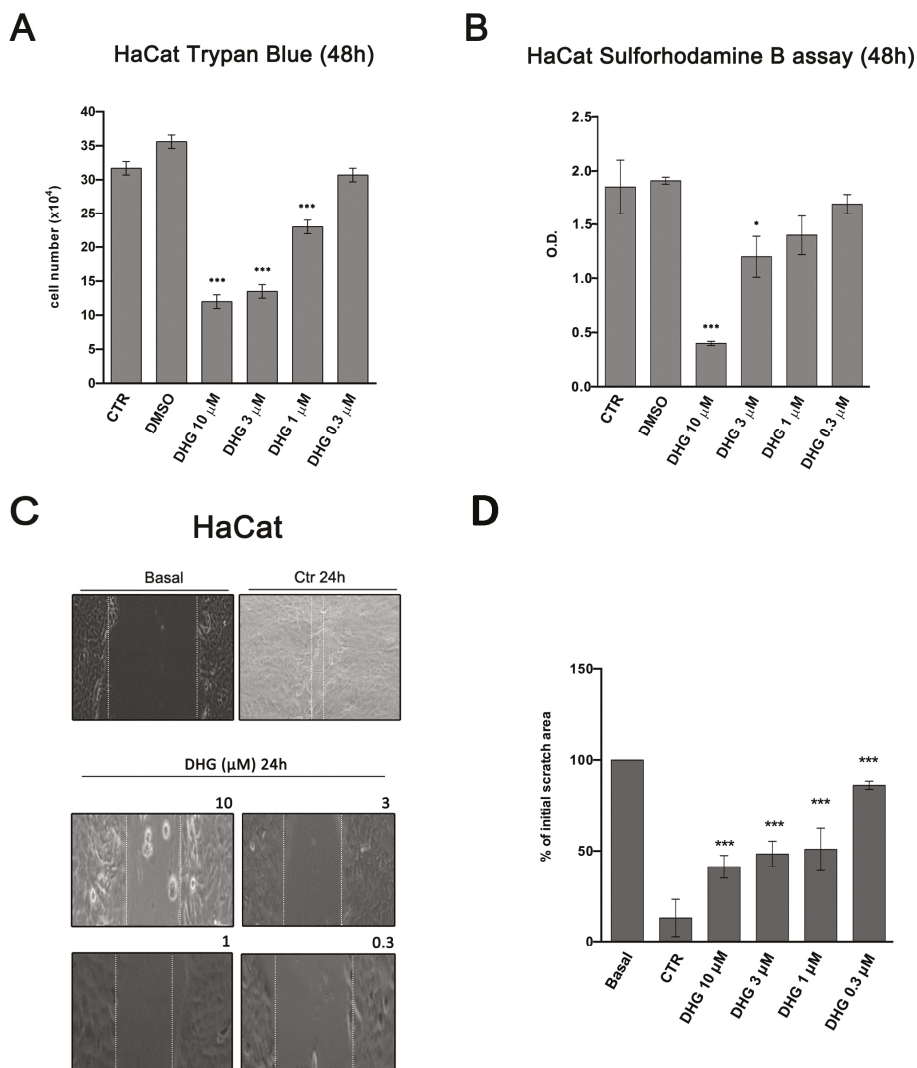 A
HaCat Trypan Blue (48h)
cell number (x10⁴)
40
35
30
25
20
15
10
5
0
***
***
***
CTR
DMSO
DHG 10 μM
DHG 3 μM
DHG 1 μM
DHG 0.3 μM
B
HaCat Sulforhodamine B assay (48h)
O.D.
2.5
2.0
1.5
1.0
0.5
0.0
***
*
CTR
DMSO
DHG 10 μM
DHG 3 μM
DHG 1 μM
DHG 0.3 μM
C
HaCat
Basal
Ctr 24h
DHG (μM) 24h
10
3
1
0.3
D
% of initial scratch area
150
100
50
0
***
***
***
***
Basal
CTR
DHG 10 μM
DHG 3 μM
DHG 1 μM
DHG 0.3 μM